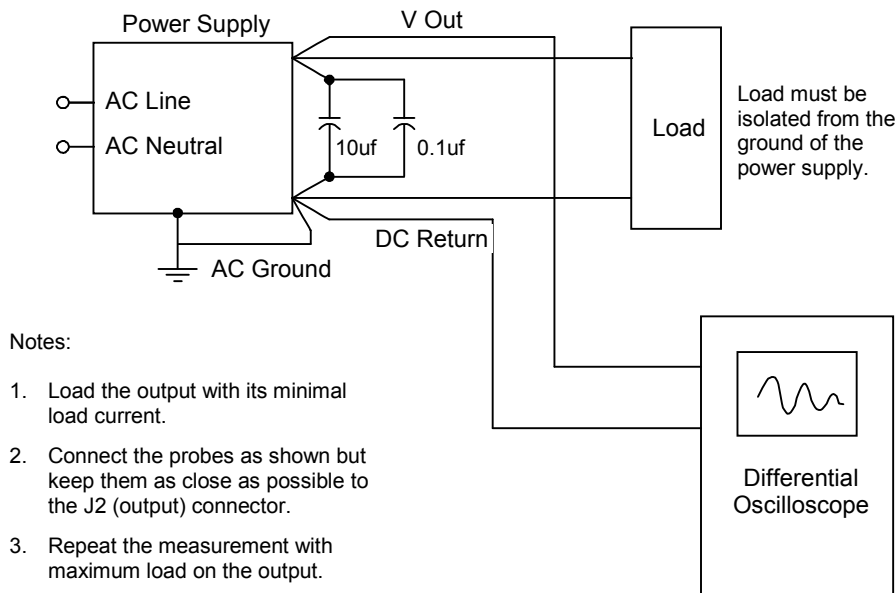 Power Supply
V Out
AC Line
AC Neutral
10uf
0.1uf
Load
Load must be
isolated from the
ground of the
power supply.
DC Return
AC Ground
Notes:
1. Load the output with its minimal
load current.
2. Connect the probes as shown but
keep them as close as possible to
the J2 (output) connector.
3. Repeat the measurement with
maximum load on the output.
Differential
Oscilloscope